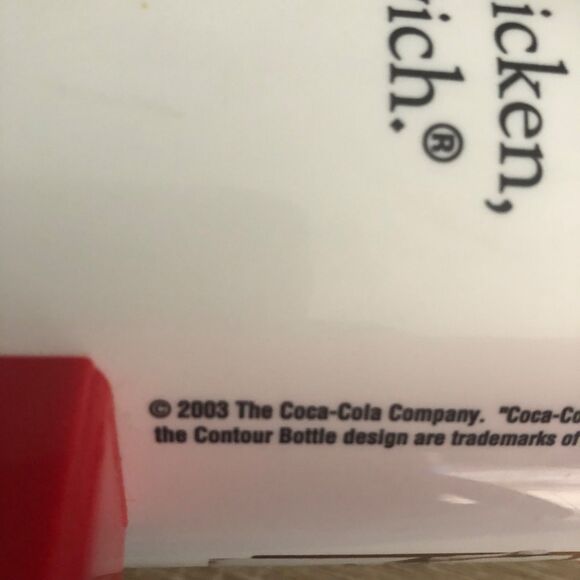 icken,
ich.®
© 2003 The Coca-Cola Company. "Coca-Co
the Contour Bottle design are trademarks of